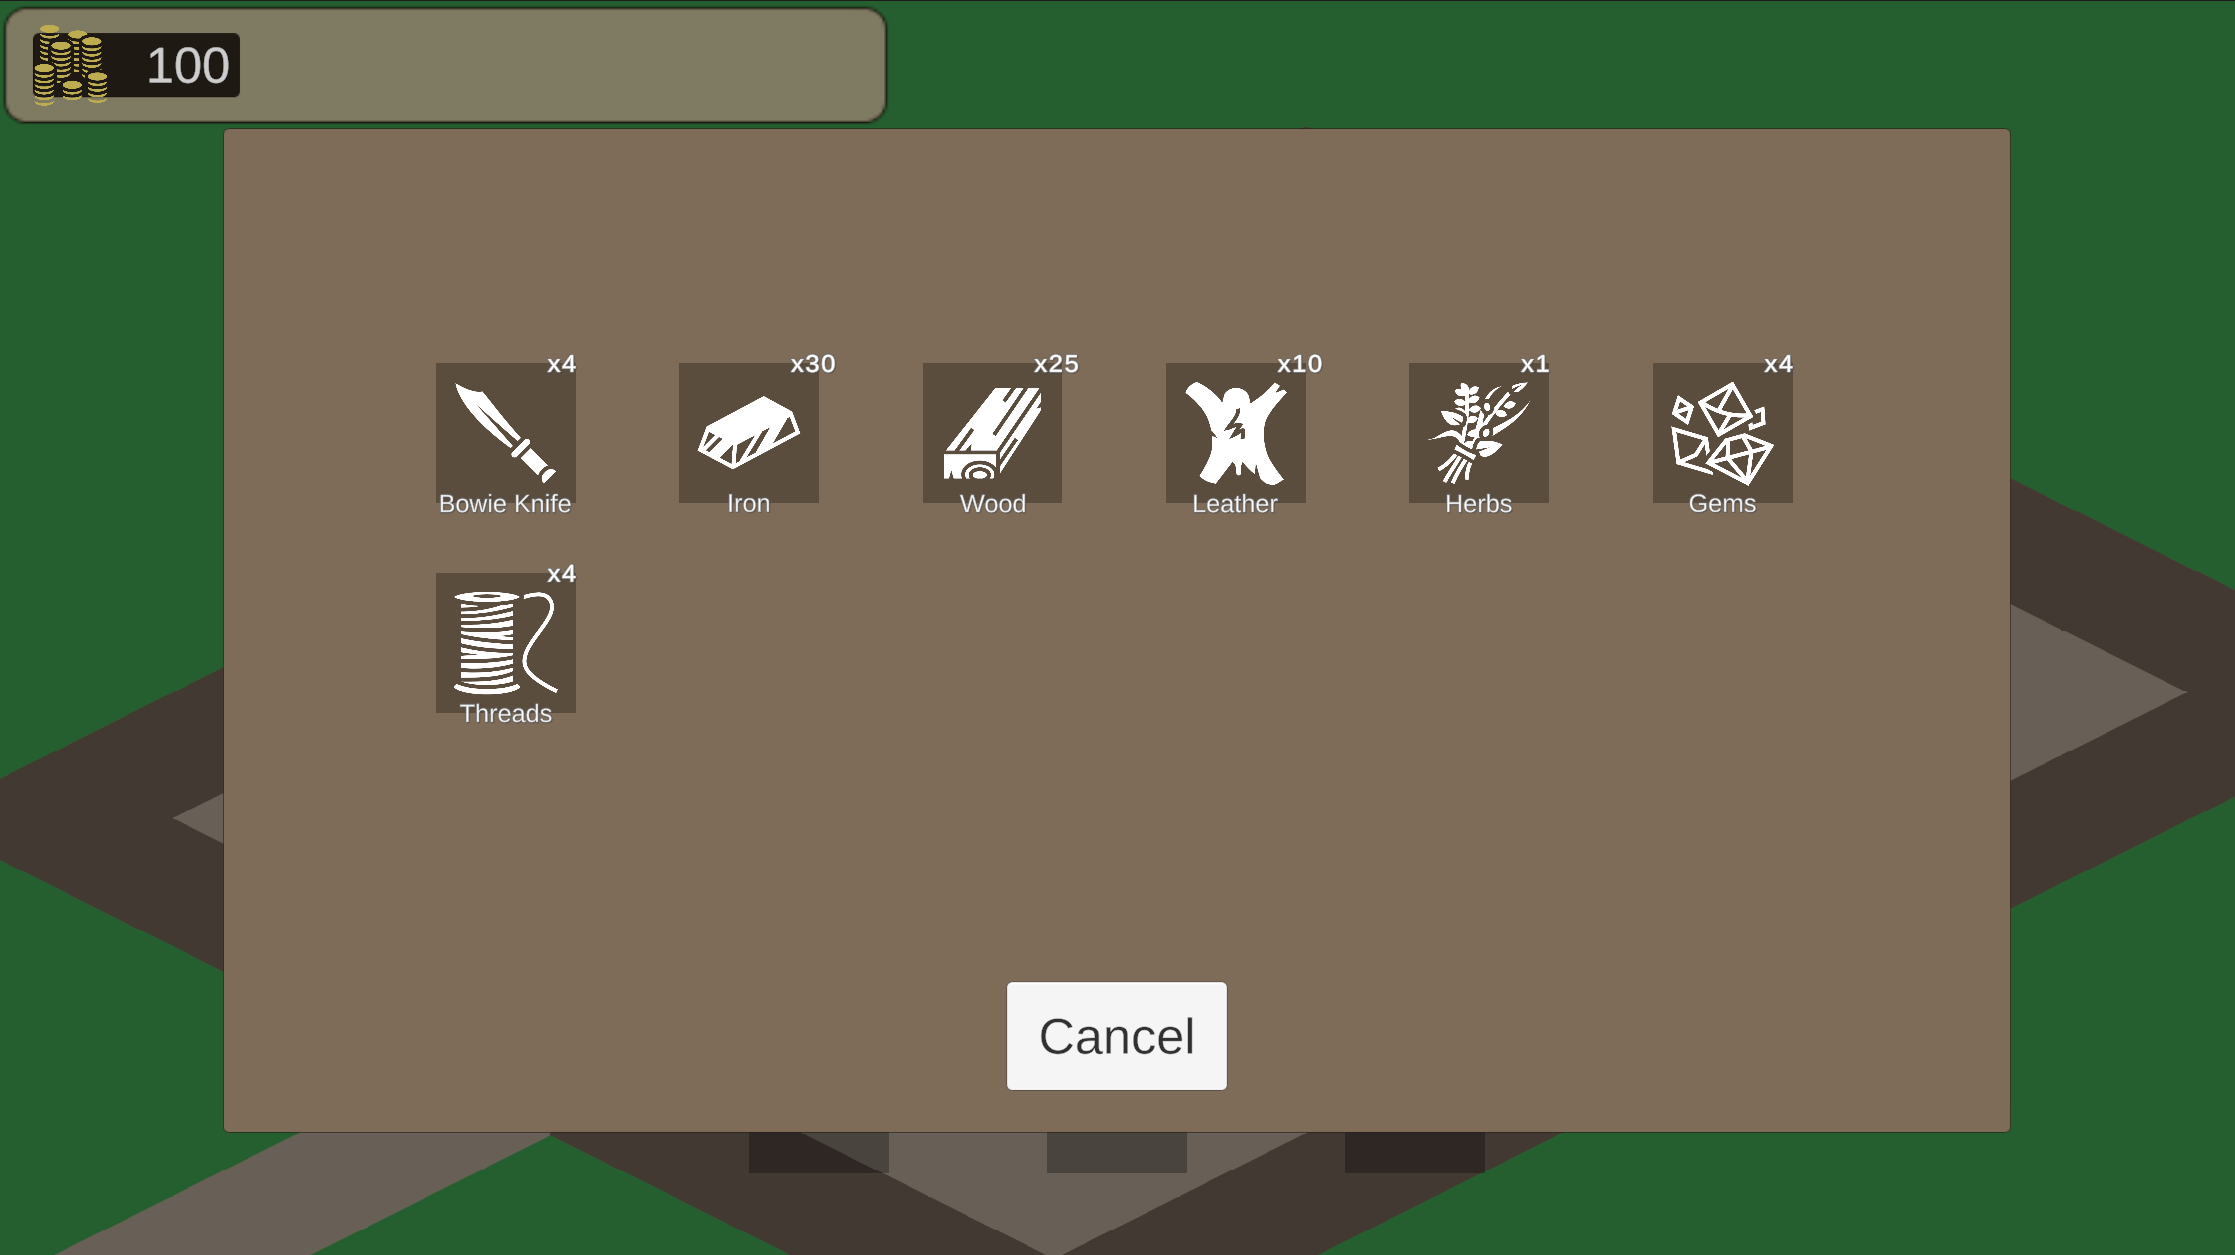 100
x4
x30
x25
x10
x1
x4
Bowie Knife
Iron
Wood
Leather
Herbs
Gems
x4
Threads
Cancel